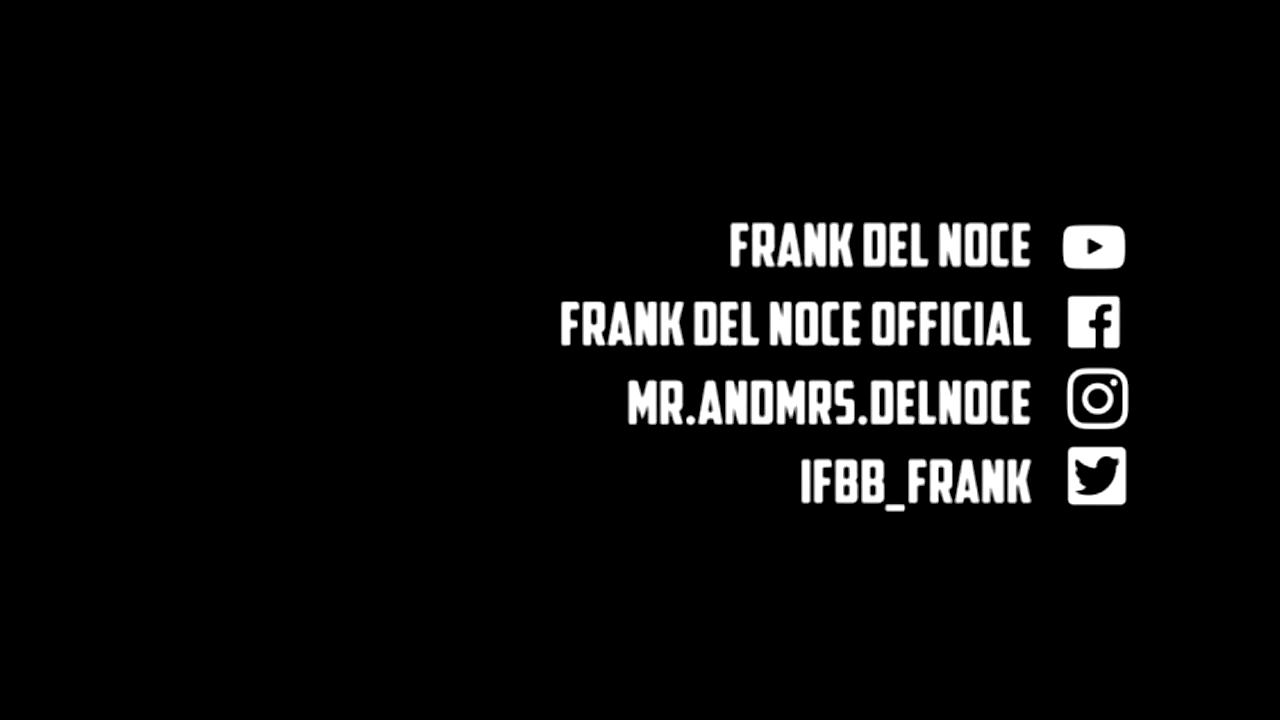 FRANK DEL NOCE
FRANK DEL NOCE OFFICIAL
MR.ANDMRS.DELNOCE
IFBB_FRANK